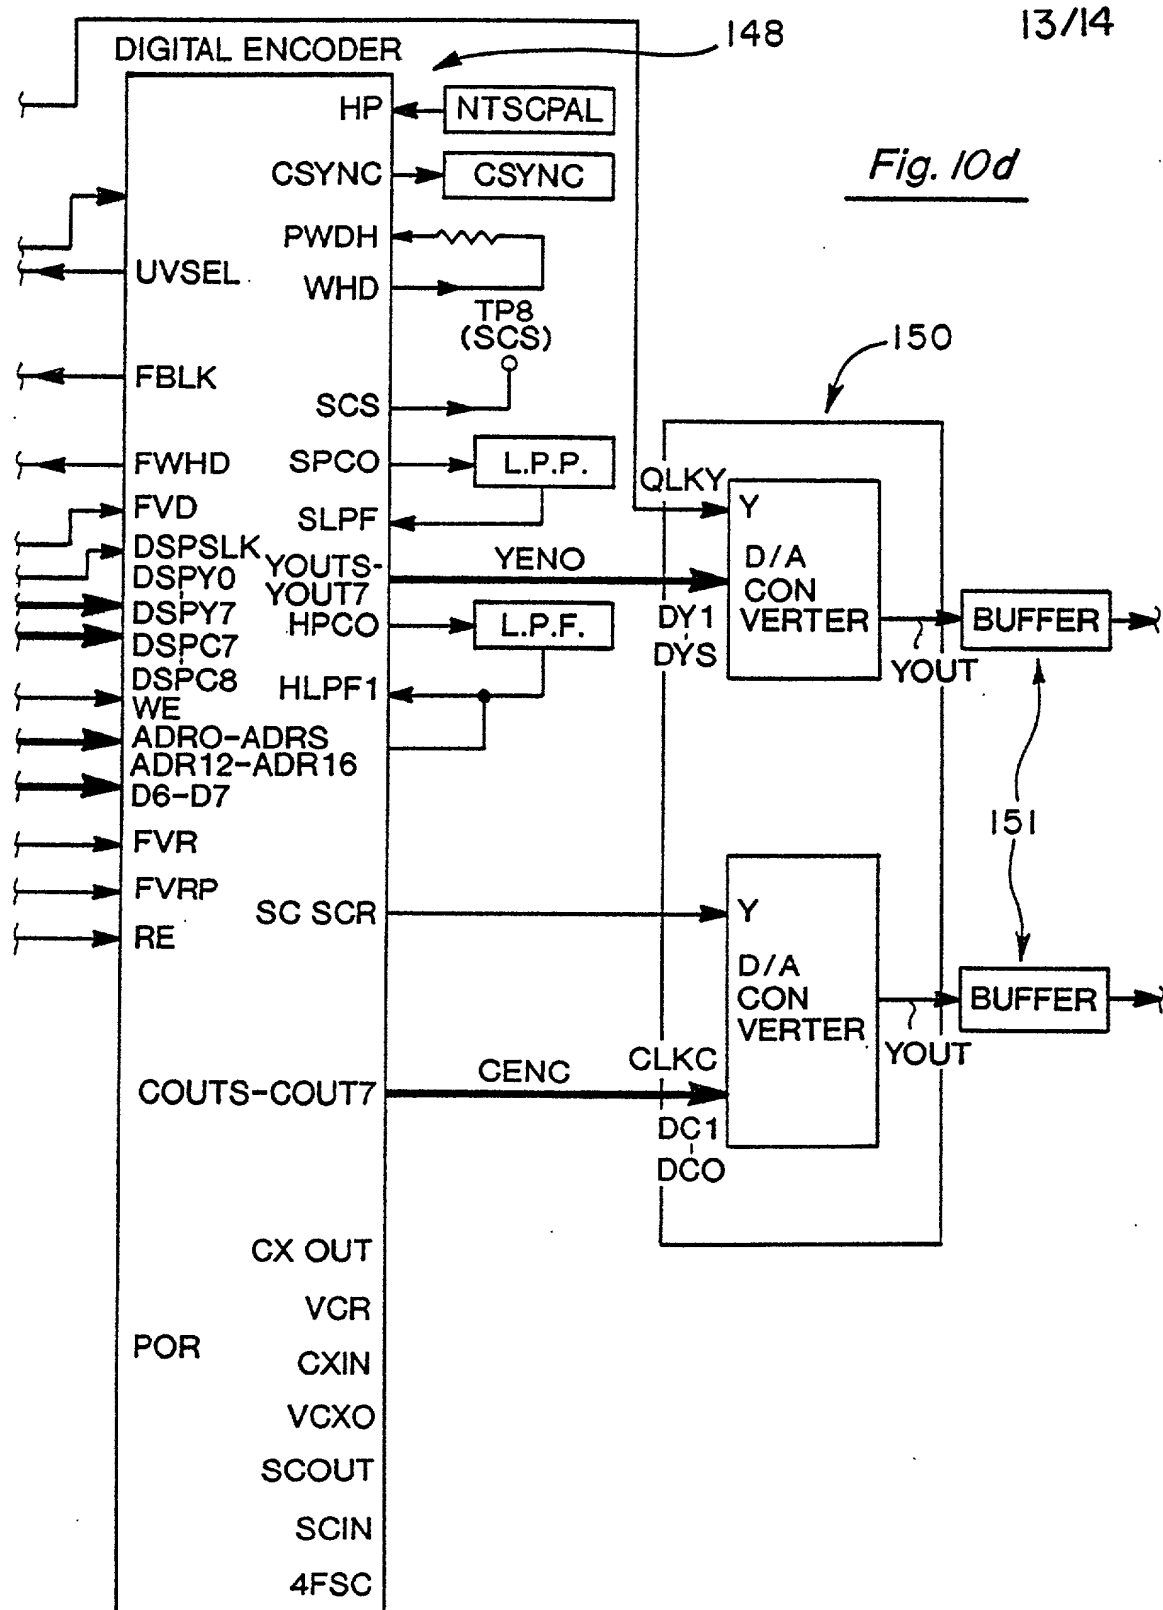 13/14
DIGITAL ENCODER
148
HP
NTSCPAL
Fig. 10d
CSYNC
CSYNC
PWDH
UVSEL
WHD
TP8
(SCS)
150
FBLK
SCS
FWHD
SPCO
L.P.P.
QLKY
Y
FVD
SLPF
DSPSLK
DSPY0
YOUTS-
YOUT7
YENO
D/A
CON
VERTER
DSPY7
HPCO
L.P.F.
DY1
DYS
BUFFER
DSPC7
YOUT
DSPC8
HLPF1
WE
ADRO-ADRS
ADR12-ADR16
D6-D7
151
FVR
FVRP
SC SCR
Y
RE
D/A
CON
VERTER
BUFFER
YOUT
CLKC
CENC
COUTS-COUT7
DC1
DCO
CX OUT
VCR
POR
CXIN
VCXO
SCOUT
SCIN
4FSC